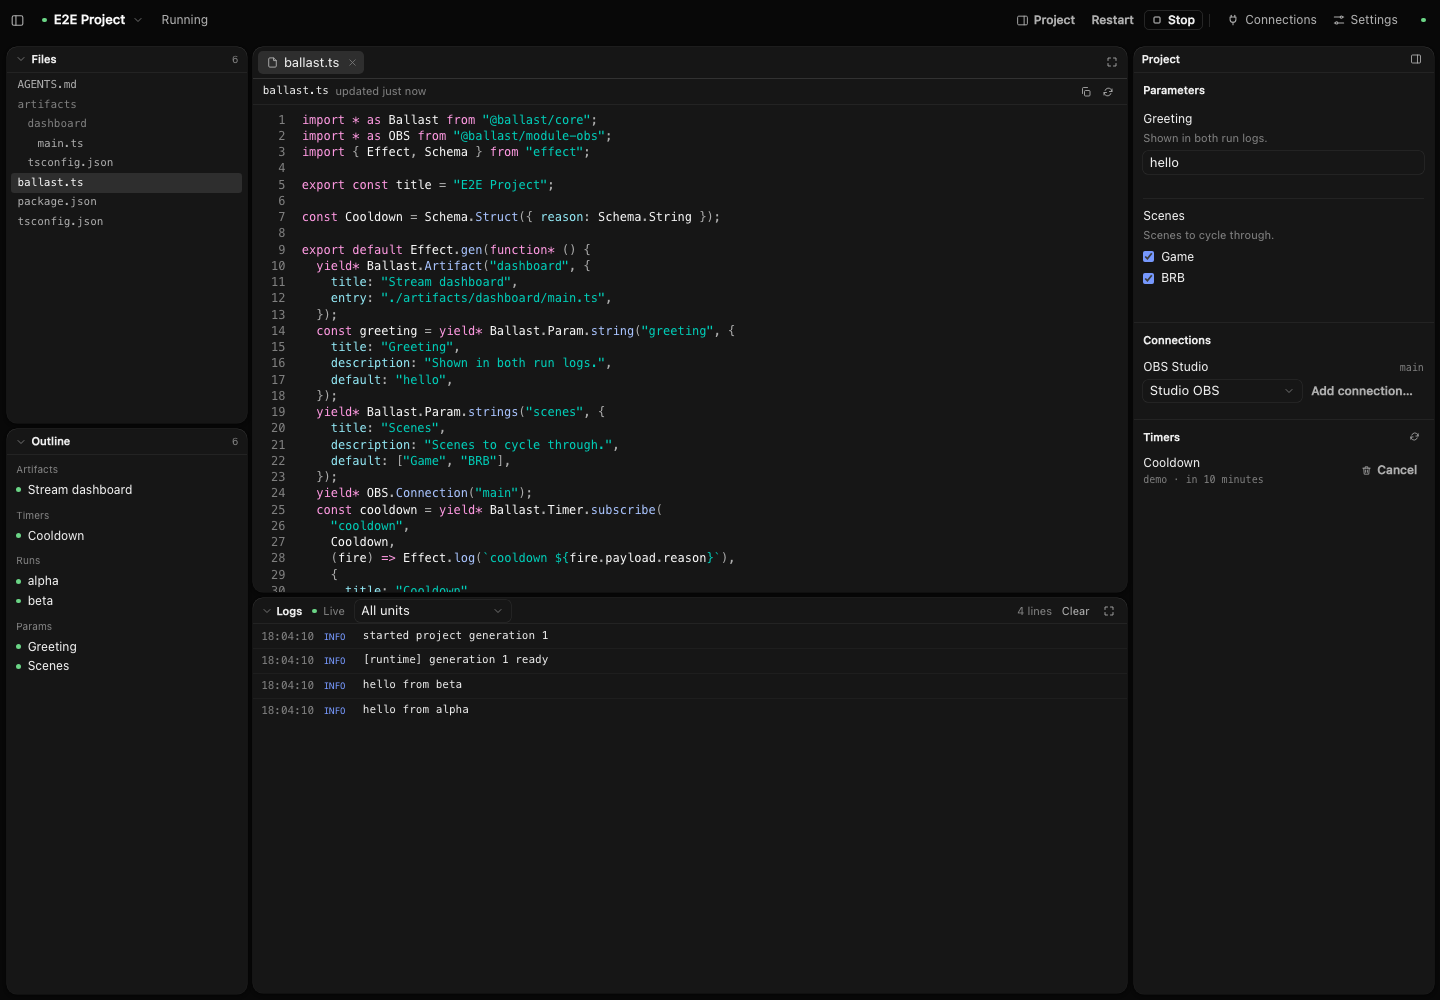 E2E Project
Running
Project
Restart
Stop
Connections
Settings
Files
6
AGENTS.md
artifacts
dashboard
main.ts
tsconfig.json
ballast.ts
package.json
tsconfig.json
Outline
6
Artifacts
Stream dashboard
Timers
Cooldown
Runs
alpha
beta
Params
Greeting
Scenes
ballast.ts
ballast.ts updated just now
1 import * as Ballast from "@ballast/core";
2 import * as OBS from "@ballast/module-obs";
3 import { Effect, Schema } from "effect";
4
5 export const title = "E2E Project";
6
7 const Cooldown = Schema.Struct({ reason: Schema.String });
8
9 export default Effect.gen(function* () {
10 yield* Ballast.Artifact("dashboard", {
11 title: "Stream dashboard",
12 entry: "./artifacts/dashboard/main.ts",
13 });
14 const greeting = yield* Ballast.Param.string("greeting", {
15 title: "Greeting",
16 description: "Shown in both run logs.",
17 default: "hello",
18 });
19 yield* Ballast.Param.strings("scenes", {
20 title: "Scenes",
21 description: "Scenes to cycle through.",
22 default: ["Game", "BRB"],
23 });
24 yield* OBS.Connection("main");
25 const cooldown = yield* Ballast.Timer.subscribe(
26 "cooldown",
27 Cooldown,
28 (fire) => Effect.log(`cooldown ${fire.payload.reason}`),
29 {
30 title: "Cooldown"
Logs
Live
All units
4 lines
Clear
18:04:10 INFO started project generation 1
18:04:10 INFO [runtime] generation 1 ready
18:04:10 INFO hello from beta
18:04:10 INFO hello from alpha
Project
Parameters
Greeting
Shown in both run logs.
hello
Scenes
Scenes to cycle through.
Game
BRB
Connections
OBS Studio
main
Studio OBS
Add connection...
Timers
Cooldown
demo · in 10 minutes
Cancel